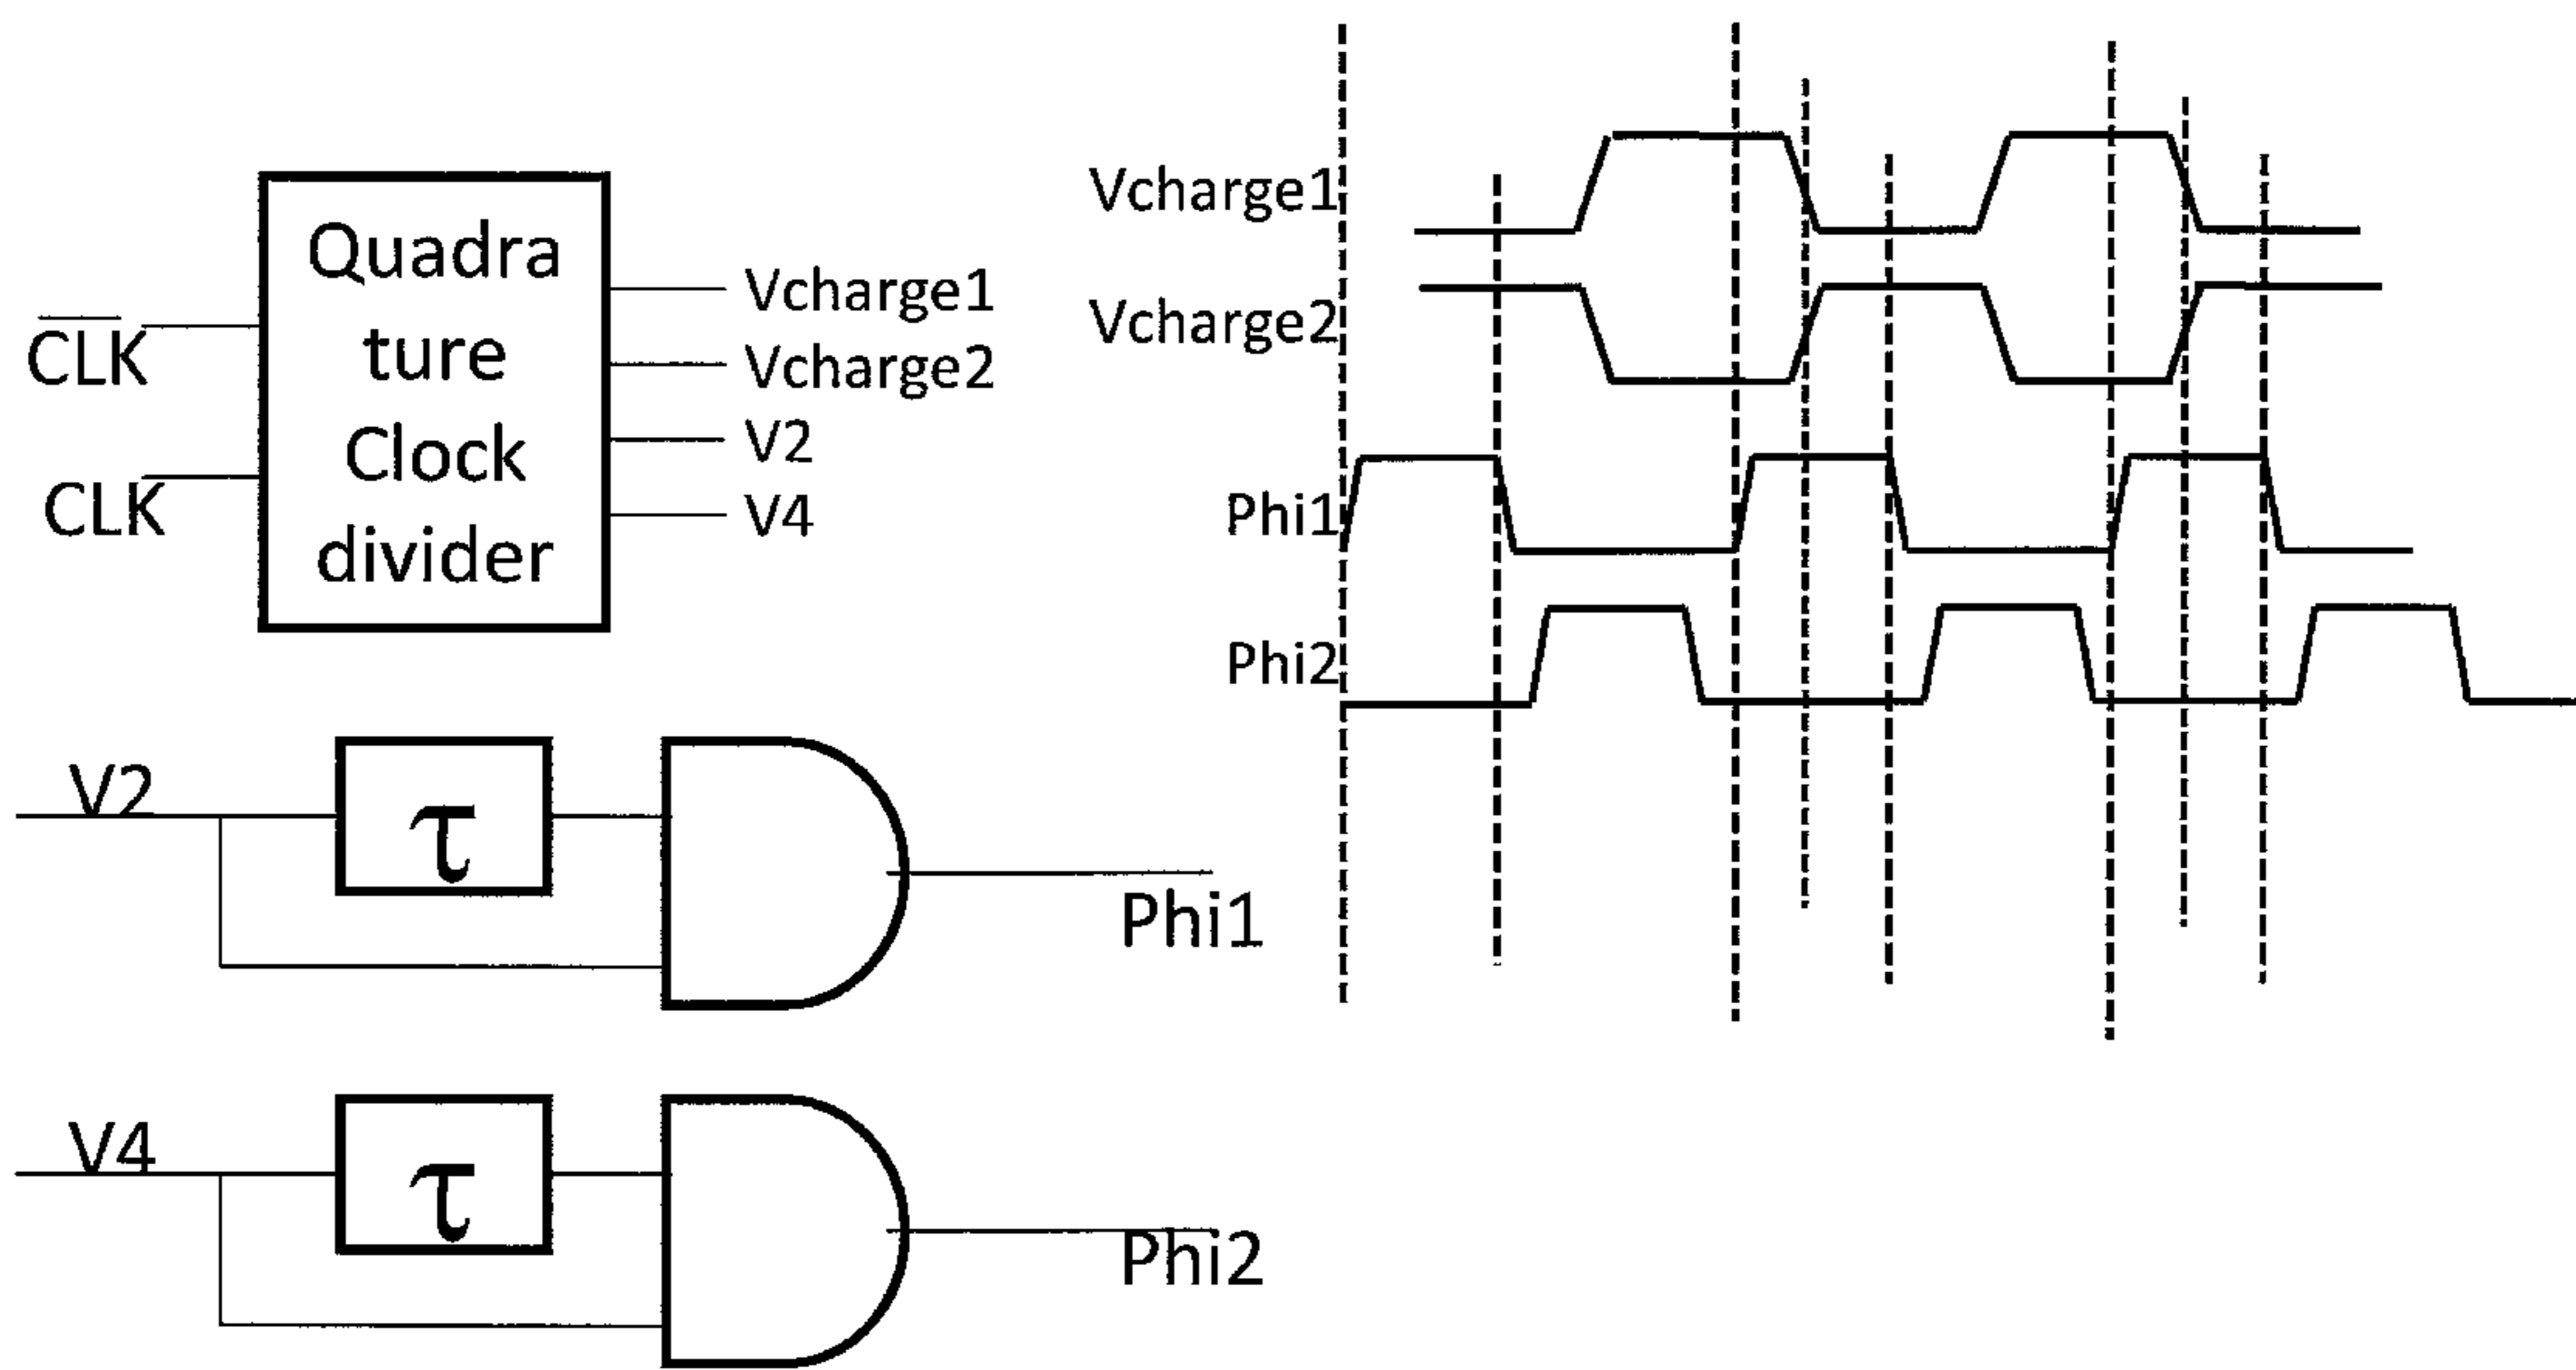 Quadra
ture
Clock
divider
CLK
CLK
Vcharge1
Vcharge2
V2
V4
Vcharge1
Vcharge2
Phi1
Phi2
V2
τ
Phi1
V4
τ
Phi2